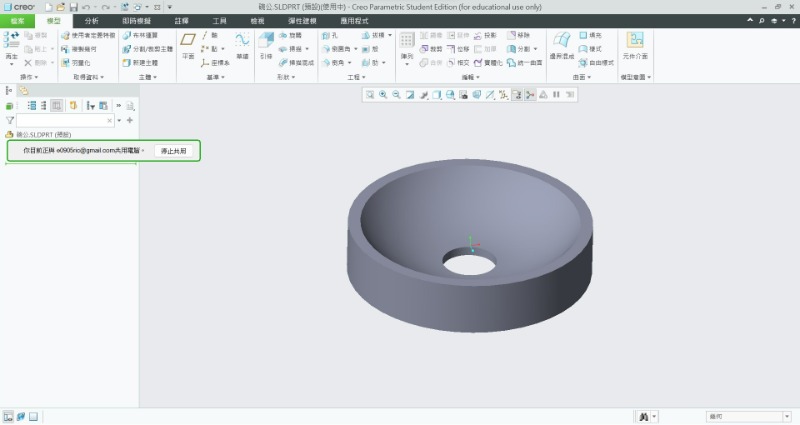 creo
磅公.SLDPRT (預設)(使用中) - Creo Parametric Student Edition (for educational use only)
檔案 模型 分析 即時模擬 註釋 工具 檢視 彈性建模 應用程式
再生 複製 貼上 刪除
使用者定義特徵 複製幾何 收縮包絡
布林運算 分割/修剪主體 新建主體
平面 軸 點 座標系 草繪
引伸 旋轉 掃描 掃描混成
孔 倒圓角 倒角 拔模 殼 肋
陣列 鏡像 修剪 合併 延伸 偏移 相交 投影 加厚 實體化 移除 分割 統一曲面
邊界混成 填充 樣式 自由樣式
元件介面
操作 取得資料 主體 基準 形狀 工程 編輯 曲面 模型意圖
磅公.SLDPRT (預設)
你目前正與 e0905rio@gmail.com共用電腦。 停止共用
幾何